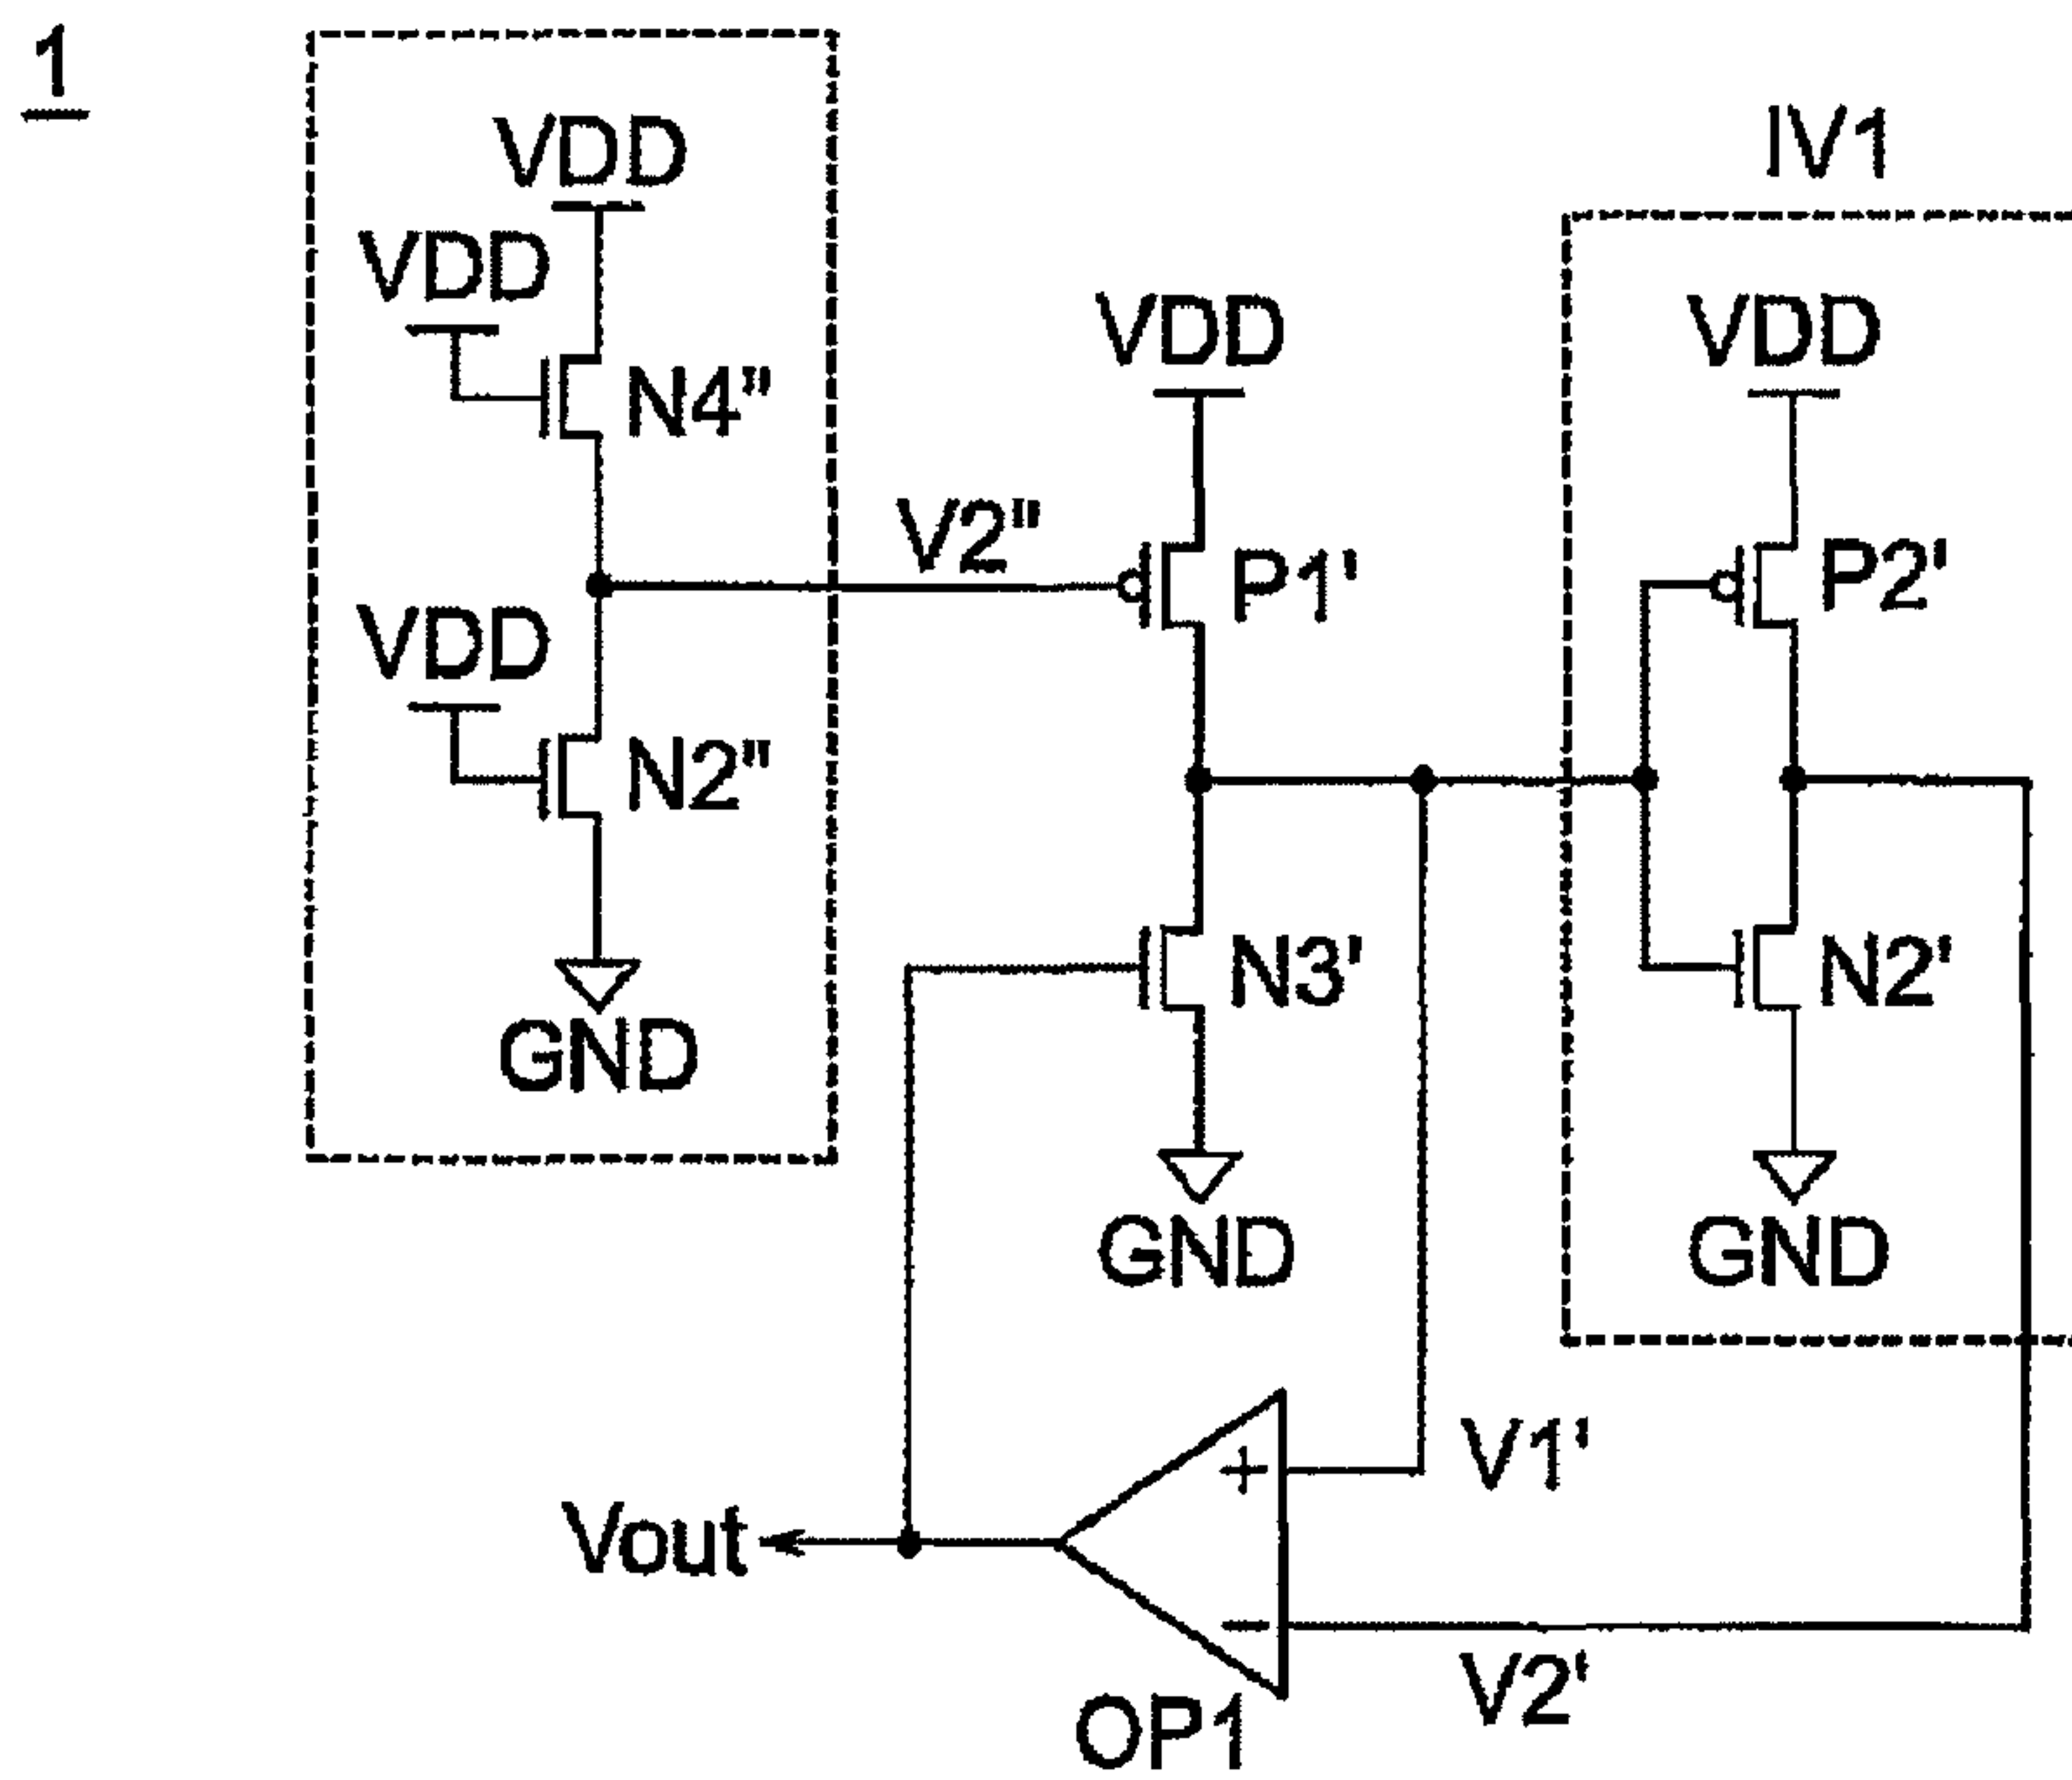 1
VDD
VDD
N4"
VDD
N2"
GND
V2"
VDD
P1'
N3'
GND
IV1
VDD
P2'
N2'
GND
V1'
+
Vout
−
V2'
OP1